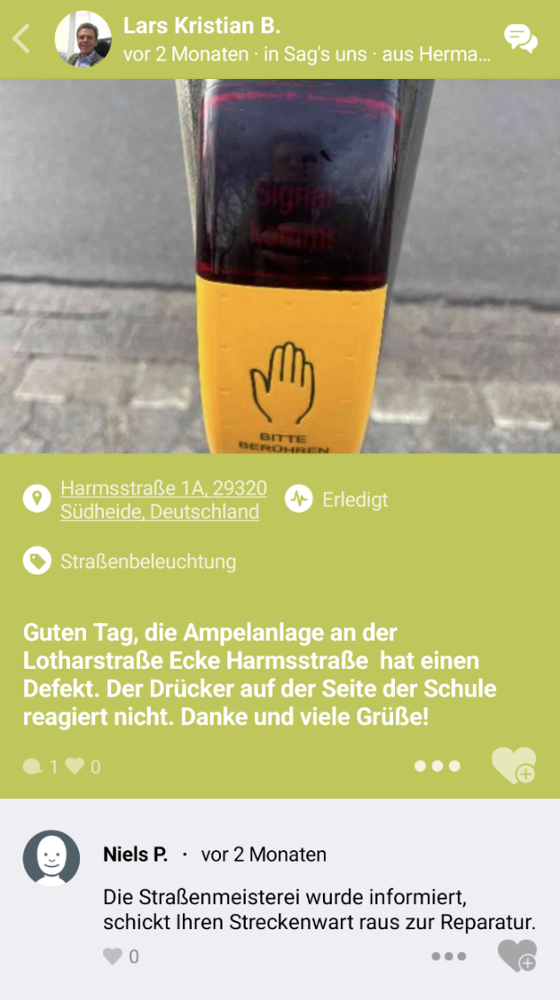 Lars Kristian B.
vor 2 Monaten · in Sag's uns · aus Herma...
Signal
kommt
BITTE
BERÜHREN
Harmsstraße 1A, 29320
Südheide, Deutschland
Erledigt
Straßenbeleuchtung
Guten Tag, die Ampelanlage an der
Lotharstraße Ecke Harmsstraße  hat einen
Defekt. Der Drücker auf der Seite der Schule
reagiert nicht. Danke und viele Grüße!
1 0
Niels P. · vor 2 Monaten
Die Straßenmeisterei wurde informiert,
schickt Ihren Streckenwart raus zur Reparatur.
0